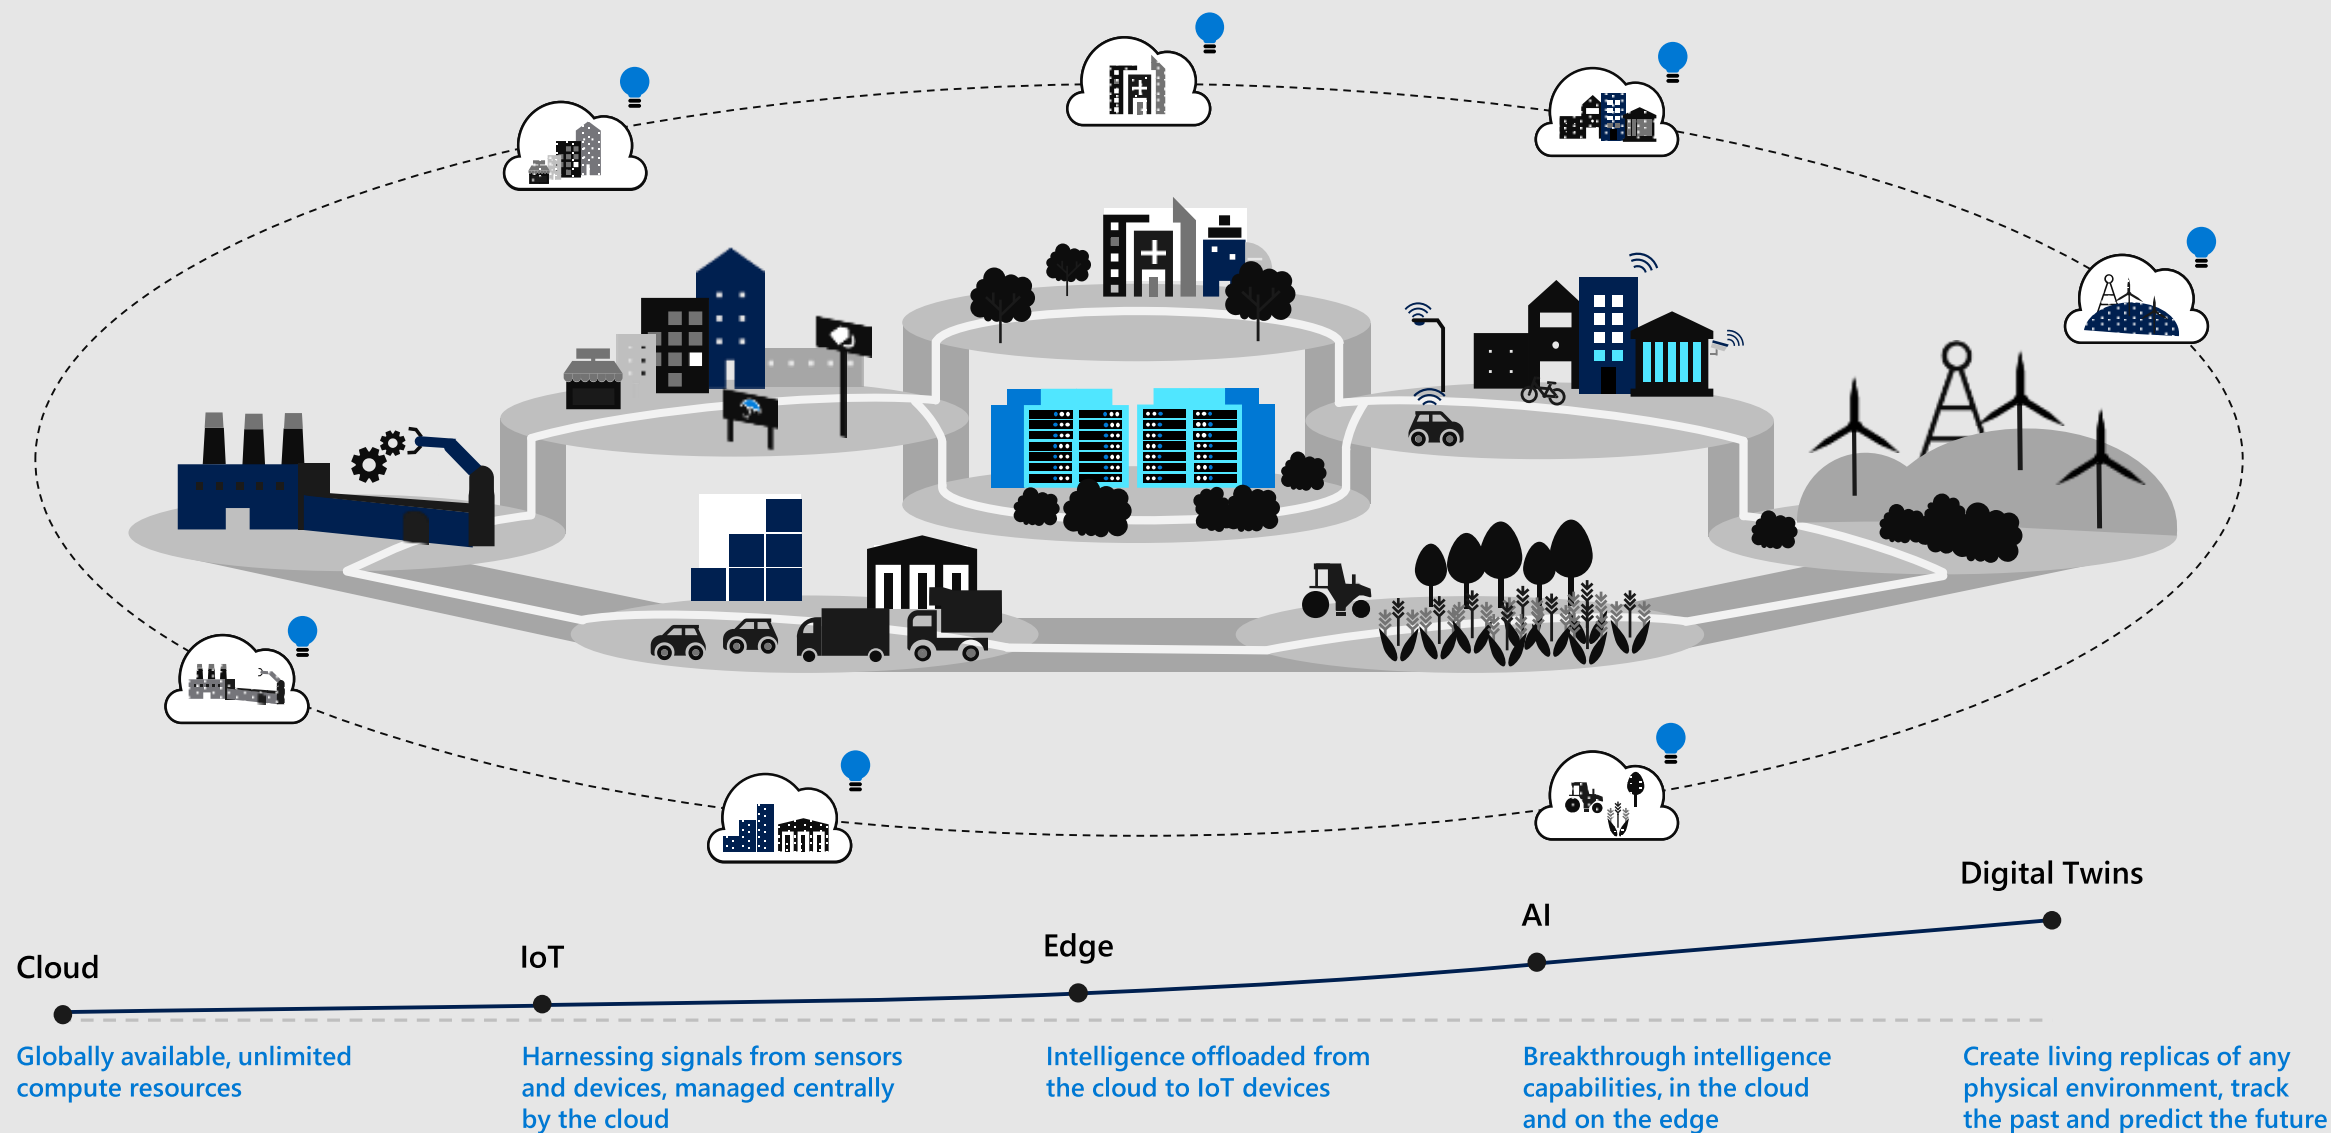 Digital Twins
AI
Edge
IoT
Cloud
Globally available, unlimited
compute resources
Harnessing signals from sensors
and devices, managed centrally
by the cloud
Intelligence offloaded from
the cloud to IoT devices
Breakthrough intelligence
capabilities, in the cloud
and on the edge
Create living replicas of any
physical environment, track
the past and predict the future